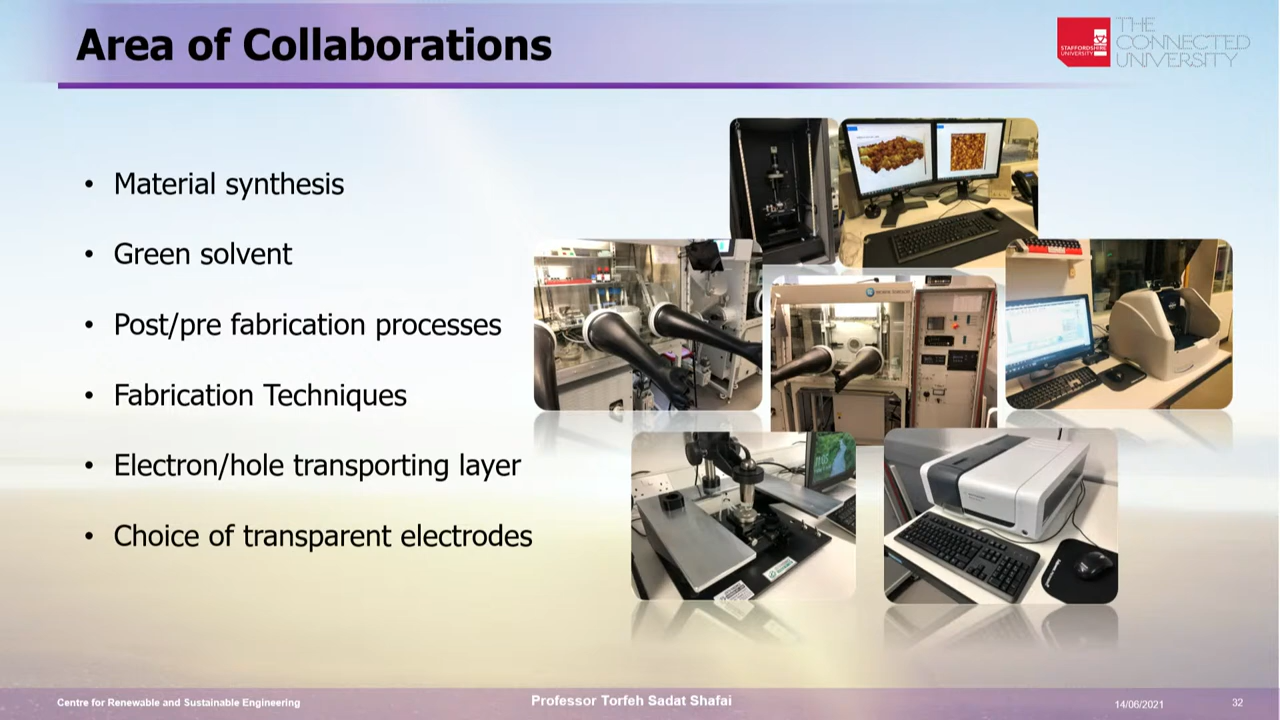 Area of Collaborations
STAFFORDSHIRE
UNIVERSITY
THE
CONNECTED
UNIVERSITY
• Material synthesis
• Green solvent
• Post/pre fabrication processes
• Fabrication Techniques
• Electron/hole transporting layer
• Choice of transparent electrodes
Centre for Renewable and Sustainable Engineering
Professor Torfeh Sadat Shafai
14/06/2021
32